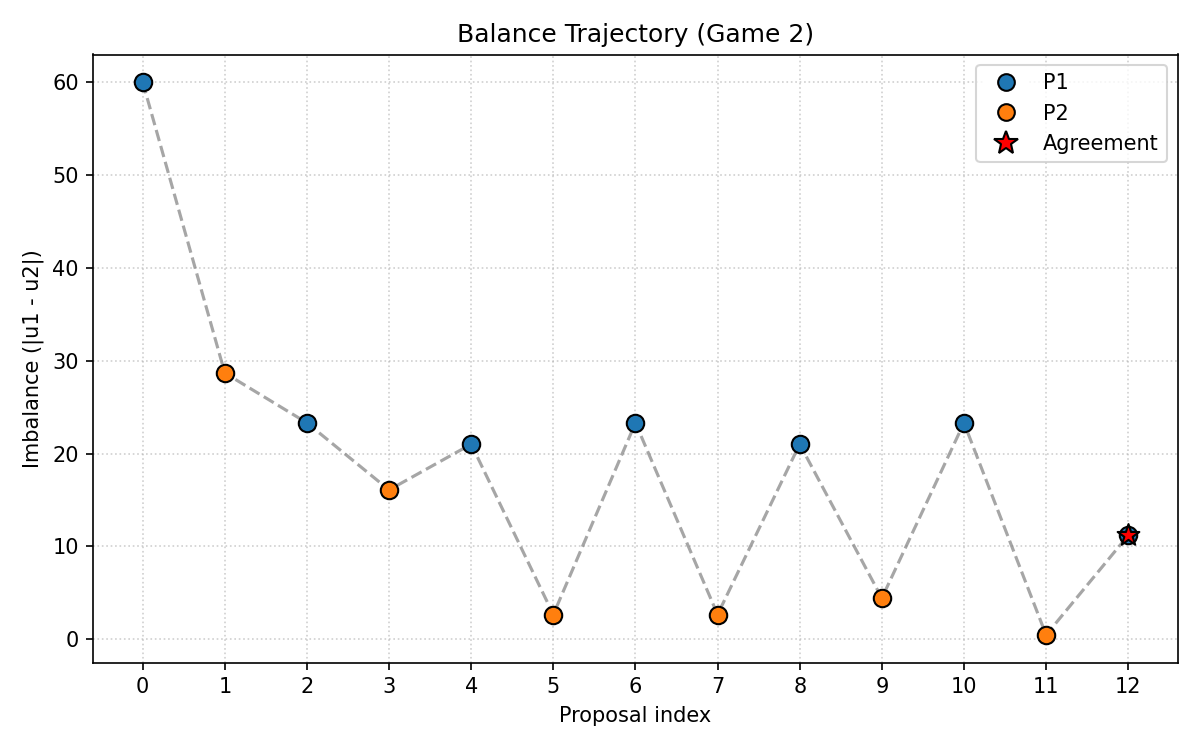 Balance Trajectory (Game 2)
P1
P2
Agreement
Imbalance (|u1 - u2|)
60
50
40
30
20
10
0
0 1 2 3 4 5 6 7 8 9 10 11 12
Proposal index